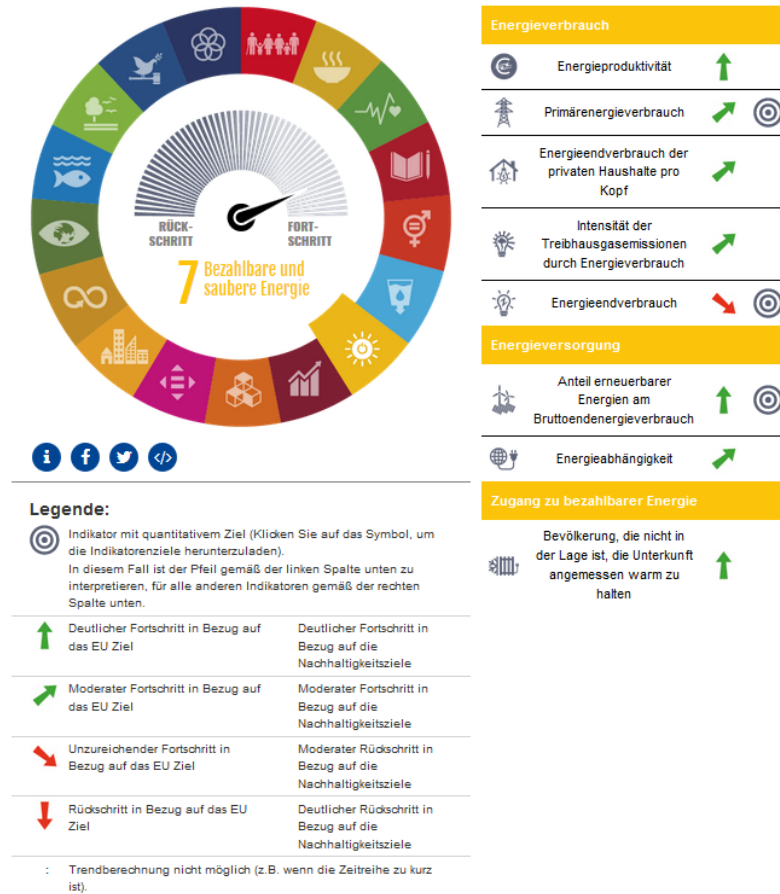 RÜCK-
SCHRITT
FORT-
SCHRITT
7 Bezahlbare und
saubere Energie
Legende:
Indikator mit quantitativem Ziel (Klicken Sie auf das Symbol, um
die Indikatorenziele herunterzuladen).
In diesem Fall ist der Pfeil gemäß der linken Spalte unten zu
interpretieren, für alle anderen Indikatoren gemäß der rechten
Spalte unten.
Deutlicher Fortschritt in Bezug auf
das EU Ziel
Deutlicher Fortschritt in
Bezug auf die
Nachhaltigkeitsziele
Moderater Fortschritt in Bezug auf
das EU Ziel
Moderater Fortschritt in
Bezug auf die
Nachhaltigkeitsziele
Unzureichender Fortschritt in
Bezug auf das EU Ziel
Moderater Rückschritt in
Bezug auf die
Nachhaltigkeitsziele
Rückschritt in Bezug auf das EU
Ziel
Deutlicher Rückschritt in
Bezug auf die
Nachhaltigkeitsziele
: Trendberechnung nicht möglich (z.B. wenn die Zeitreihe zu kurz
ist).
Energieverbrauch
Energieproduktivität
Primärenergieverbrauch
Energieendverbrauch der
privaten Haushalte pro
Kopf
Intensität der
Treibhausgasemissionen
durch Energieverbrauch
Energieendverbrauch
Energieversorgung
Anteil erneuerbarer
Energien am
Bruttoendenergieverbrauch
Energieabhängigkeit
Zugang zu bezahlbarer Energie
Bevölkerung, die nicht in
der Lage ist, die Unterkunft
angemessen warm zu
halten